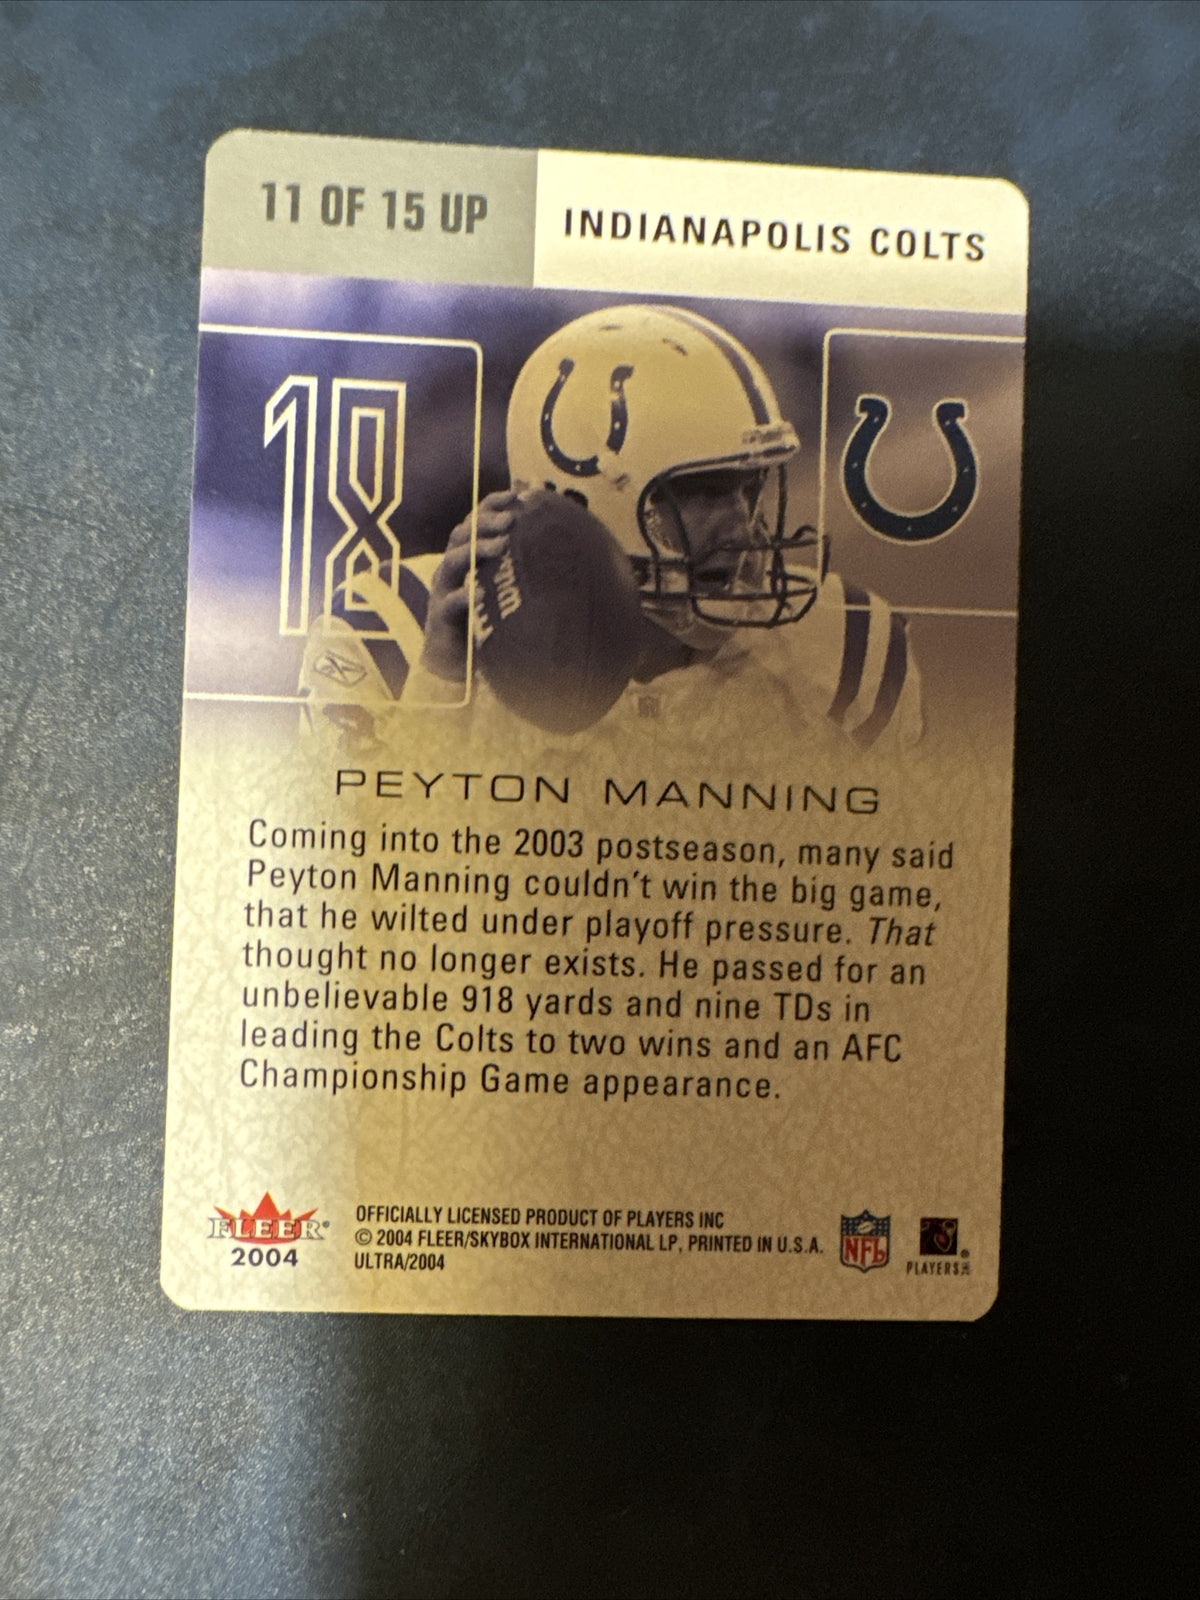 11 OF 15 UP
INDIANAPOLIS COLTS
18
PEYTON MANNING
Coming into the 2003 postseason, many said
Peyton Manning couldn't win the big game,
that he wilted under playoff pressure. That
thought no longer exists. He passed for an
unbelievable 918 yards and nine TDs in
leading the Colts to two wins and an AFC
Championship Game appearance.
FLEER®
2004
OFFICIALLY LICENSED PRODUCT OF PLAYERS INC
© 2004 FLEER/SKYBOX INTERNATIONAL LP, PRINTED IN U.S.A.
ULTRA/2004
NFL
PLAYERS